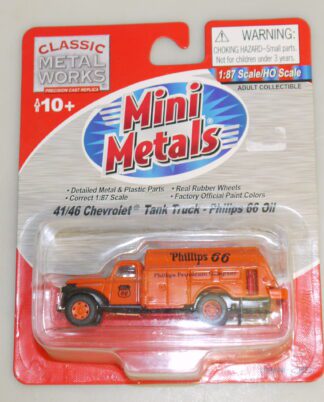 CLASSIC
METAL
WORKS
PRECISION CAST REPLICA
10+
WARNING:
CHOKING HAZARD-Small parts.
Not for children under 3 years.
1:87 Scale/HO Scale
ADULT COLLECTIBLE
Mini
Metals®
• Detailed Metal & Plastic Parts • Real Rubber Wheels
• Correct 1:87 Scale • Factory Official Paint Colors
41/46 Chevrolet® Tank Truck - Philips 66 Oil
Phillips 66
Phillips Petroleum Company